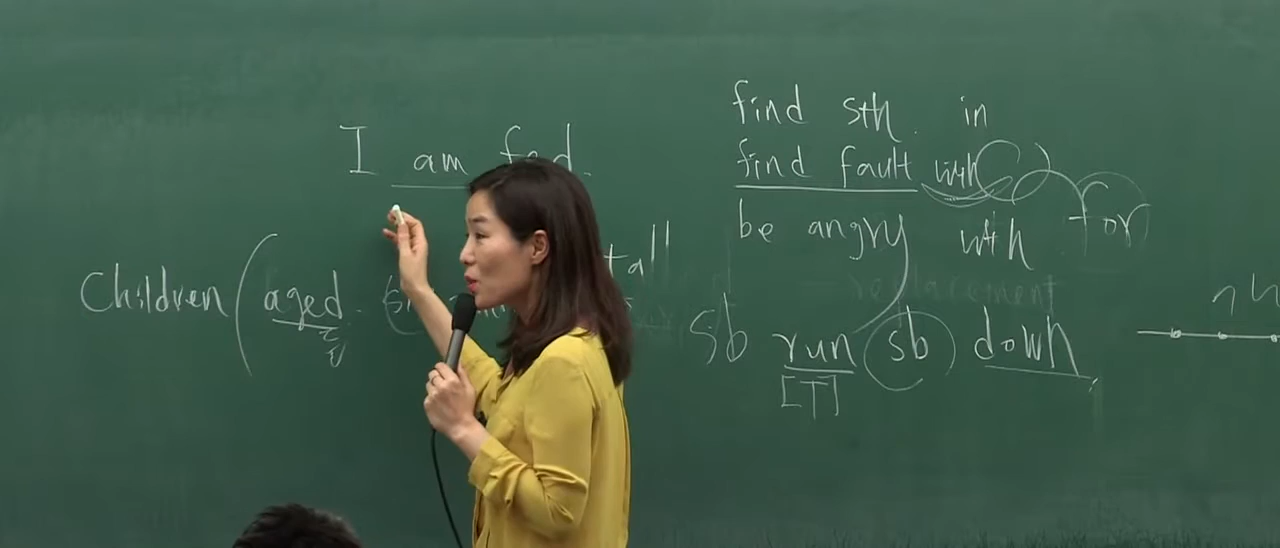 I am fed.
Children (aged
tall
find sth. in
find fault with
for
be angry with
replacement
sb run sb down
[T]